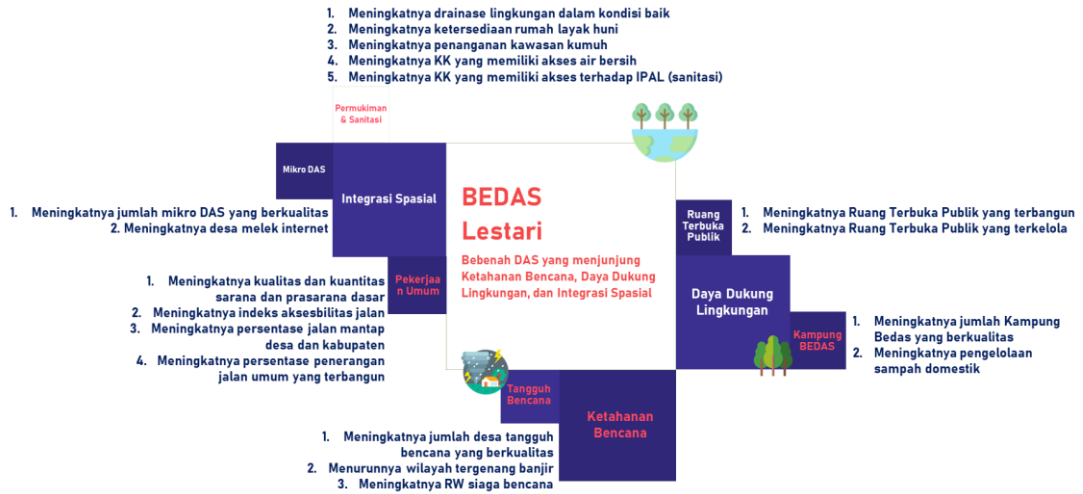 1. Meningkatnya drainase lingkungan dalam kondisi baik
2. Meningkatnya ketersediaan rumah layak huni
3. Meningkatnya penanganan kawasan kumuh
4. Meningkatnya KK yang memiliki akses air bersih
5. Meningkatnya KK yang memiliki akses terhadap IPAL (sanitasi)
Permukiman
& Sanitasi
Mikro DAS
Integrasi Spasial
1. Meningkatnya jumlah mikro DAS yang berkualitas
2. Meningkatnya desa melek internet
Pekerjaa
n Umum
1. Meningkatnya kualitas dan kuantitas
sarana dan prasarana dasar
2. Meningkatnya indeks aksesbilitas jalan
3. Meningkatnya persentase jalan mantap
desa dan kabupaten
4. Meningkatnya persentase penerangan
jalan umum yang terbangun
BEDAS
Lestari
Bebenah DAS yang menjunjung
Ketahanan Bencana, Daya Dukung
Lingkungan, dan Integrasi Spasial
Ruang
Terbuka
Publik
1. Meningkatnya Ruang Terbuka Publik yang terbangun
2. Meningkatnya Ruang Terbuka Publik yang terkelola
Daya Dukung
Lingkungan
Kampung
BEDAS
1. Meningkatnya jumlah Kampung
Bedas yang berkualitas
2. Meningkatnya pengelolaan
sampah domestik
Tangguh
Bencana
Ketahanan
Bencana
1. Meningkatnya jumlah desa tangguh
bencana yang berkualitas
2. Menurunnya wilayah tergenang banjir
3. Meningkatnya RW siaga bencana